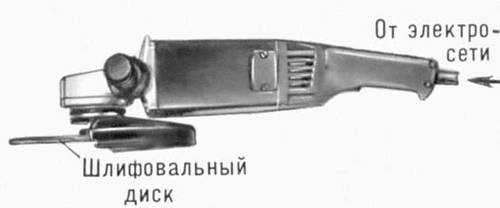 От электро-
сети
Шлифовальный
диск